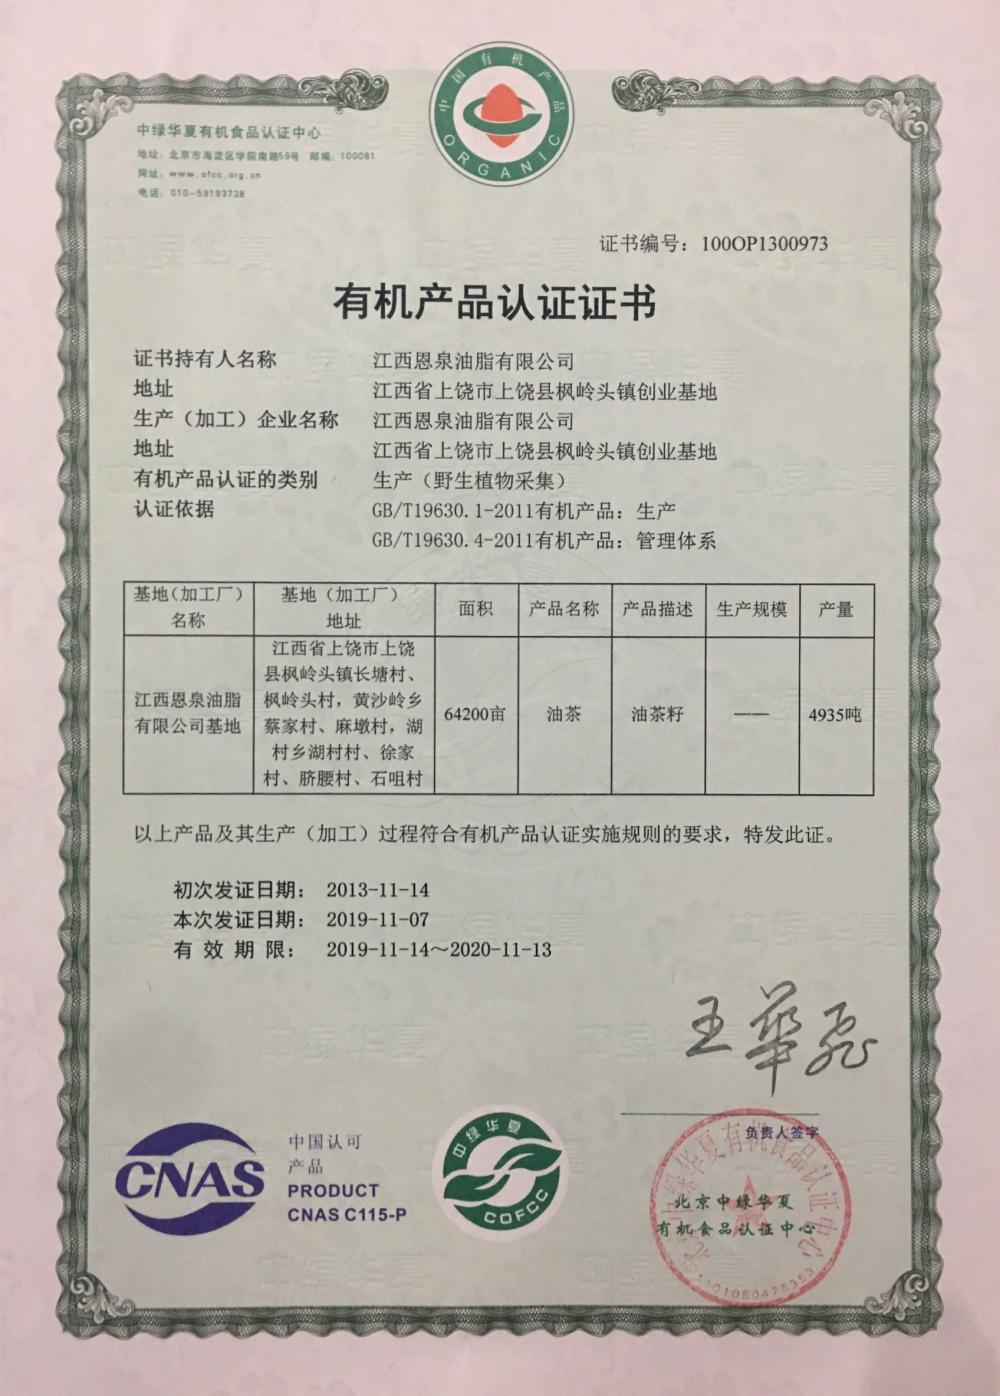 中国有机产品
ORGANIC
中绿华夏有机食品认证中心
地址：北京市海淀区学院南路59号 邮编：100081
网址：www.ofcc.org.cn
电话：010-59193738
证书编号：100OP1300973
有机产品认证证书
证书持有人名称 江西恩泉油脂有限公司
地址 江西省上饶市上饶县枫岭头镇创业基地
生产（加工）企业名称 江西恩泉油脂有限公司
地址 江西省上饶市上饶县枫岭头镇创业基地
有机产品认证的类别 生产（野生植物采集）
认证依据 GB/T19630.1-2011有机产品：生产
GB/T19630.4-2011有机产品：管理体系
基地（加工厂）名称 基地（加工厂）地址 面积 产品名称 产品描述 生产规模 产量
江西省上饶市上饶
县枫岭头镇长塘村、
江西恩泉油脂 枫岭头村，黄沙岭乡
有限公司基地 蔡家村、麻墩村，湖 64200亩 油茶 油茶籽 —— 4935吨
村乡湖村村、徐家
村、脐腰村、石咀村
以上产品及其生产（加工）过程符合有机产品认证实施规则的要求，特发此证。
初次发证日期： 2013-11-14
本次发证日期： 2019-11-07
有效期限： 2019-11-14～2020-11-13
王华飞
负责人签字
CNAS
中国认可
产品
PRODUCT
CNAS C115-P
中绿华夏
COFCC
北京中绿华夏
有机食品认证中心
北京中绿华夏有机食品认证中心